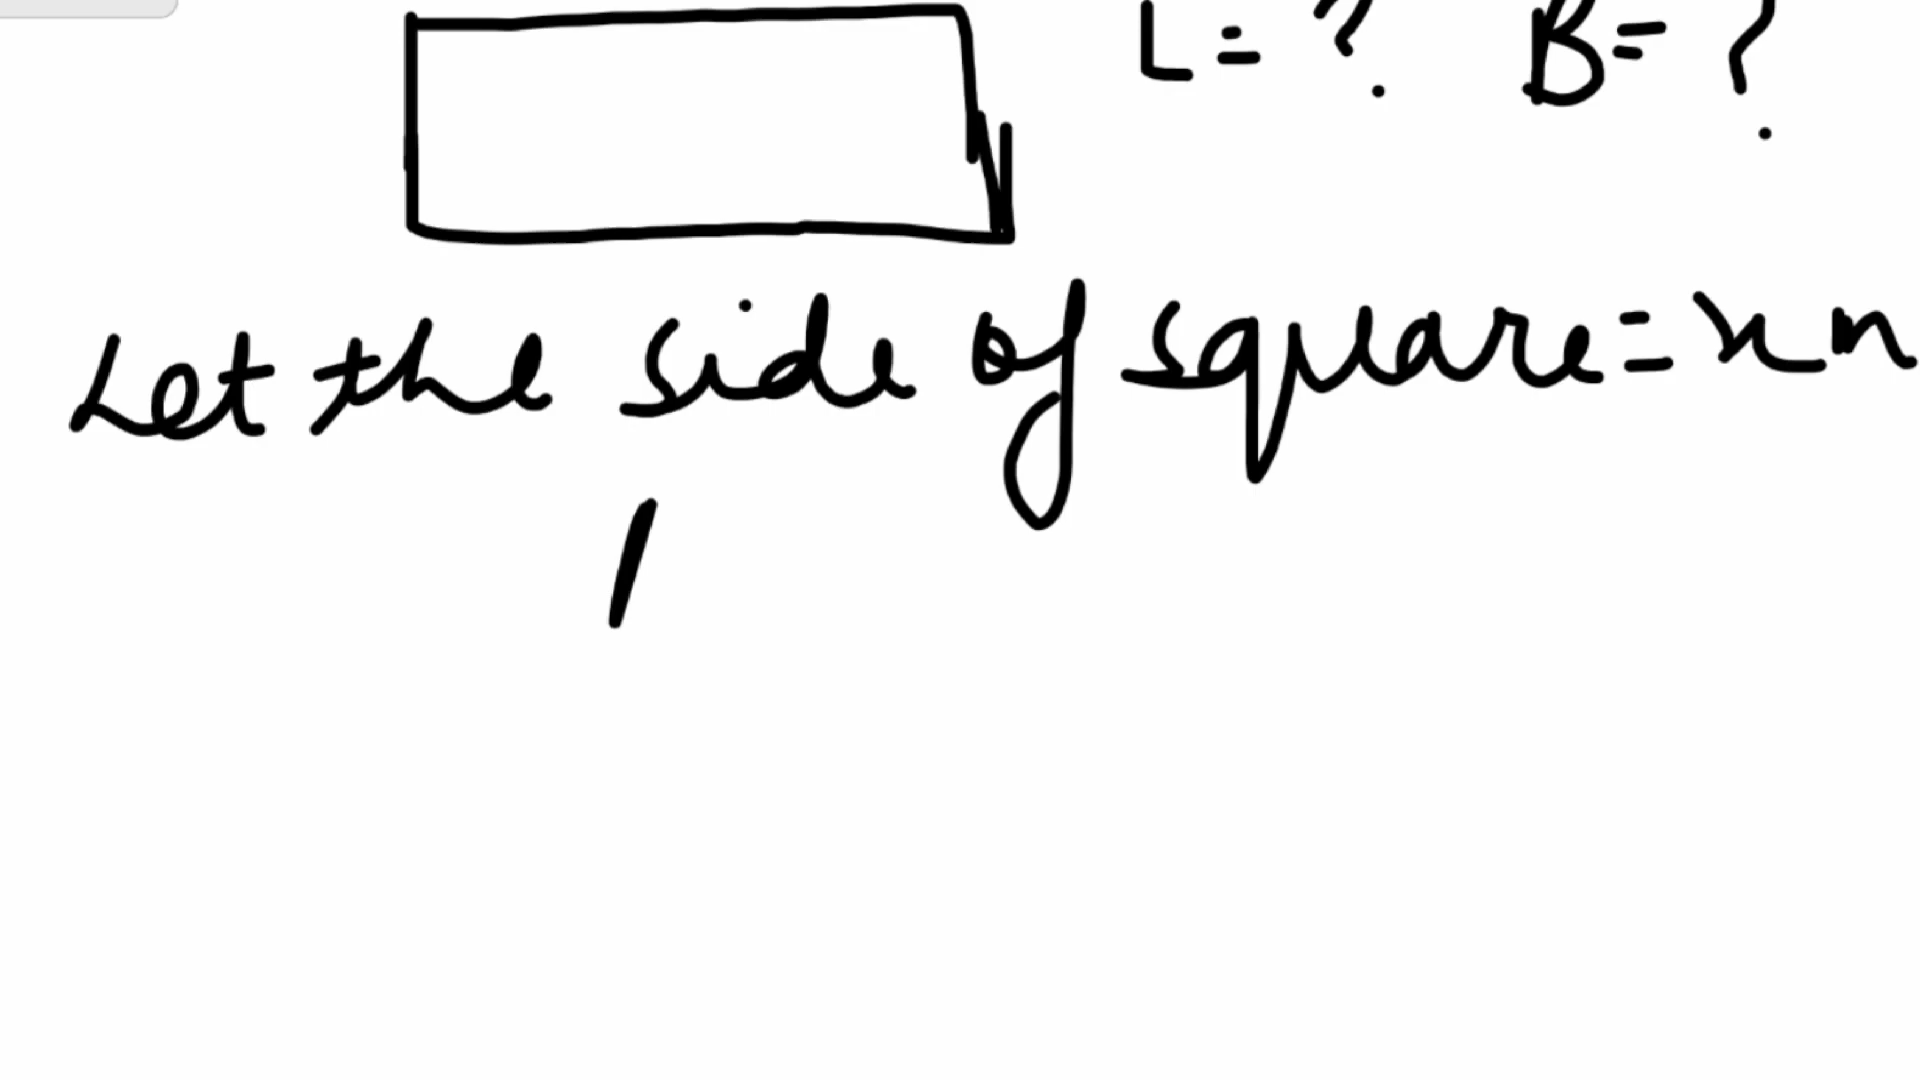 L = ? B = ?
Let the side of square = x m